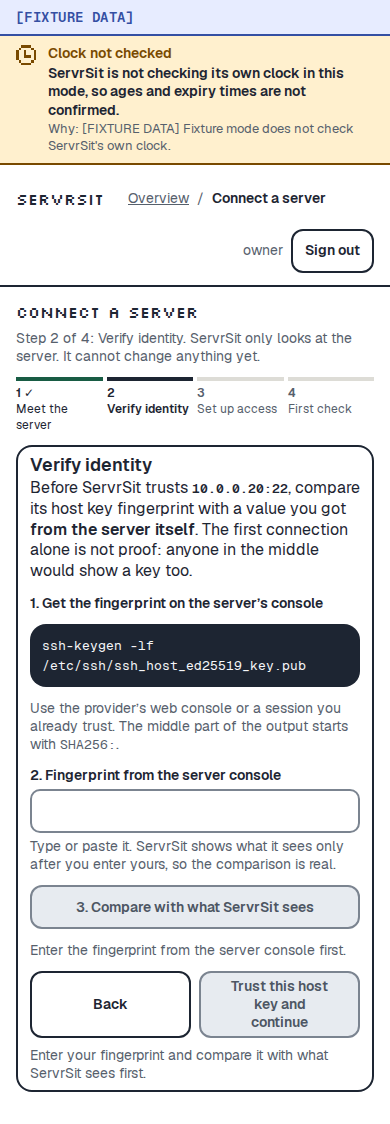 [FIXTURE DATA]
Clock not checked
ServrSit is not checking its own clock in this
mode, so ages and expiry times are not
confirmed.
Why: [FIXTURE DATA] Fixture mode does not check
ServrSit's own clock.
SERVRSIT
Overview / Connect a server
owner
Sign out
CONNECT A SERVER
Step 2 of 4: Verify identity. ServrSit only looks at the
server. It cannot change anything yet.
1 ✓
Meet the
server
2
Verify identity
3
Set up access
4
First check
Verify identity
Before ServrSit trusts 10.0.0.20:22, compare
its host key fingerprint with a value you got
from the server itself. The first connection
alone is not proof: anyone in the middle
would show a key too.
1. Get the fingerprint on the server's console
ssh-keygen -lf
/etc/ssh/ssh_host_ed25519_key.pub
Use the provider's web console or a session you
already trust. The middle part of the output starts
with SHA256:.
2. Fingerprint from the server console
Type or paste it. ServrSit shows what it sees only
after you enter yours, so the comparison is real.
3. Compare with what ServrSit sees
Enter the fingerprint from the server console first.
Back
Trust this host
key and
continue
Enter your fingerprint and compare it with what
ServrSit sees first.